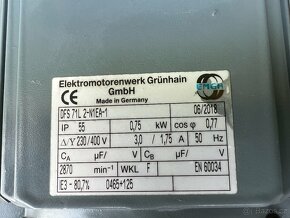 Elektromotorenwerk Grünhain
GmbH
CE Made in Germany
EMGR
DFS 71L 2-N1EA-1 06/2018
IP 55 0,75 kW cos φ 0,77
Δ/Y 230/400 V 3,0 / 1,75 A 50 Hz
CA µF/ V CB µF/ V
2870 min⁻¹ WKL F EN 60034
IE3 - 80,7% 0465+125